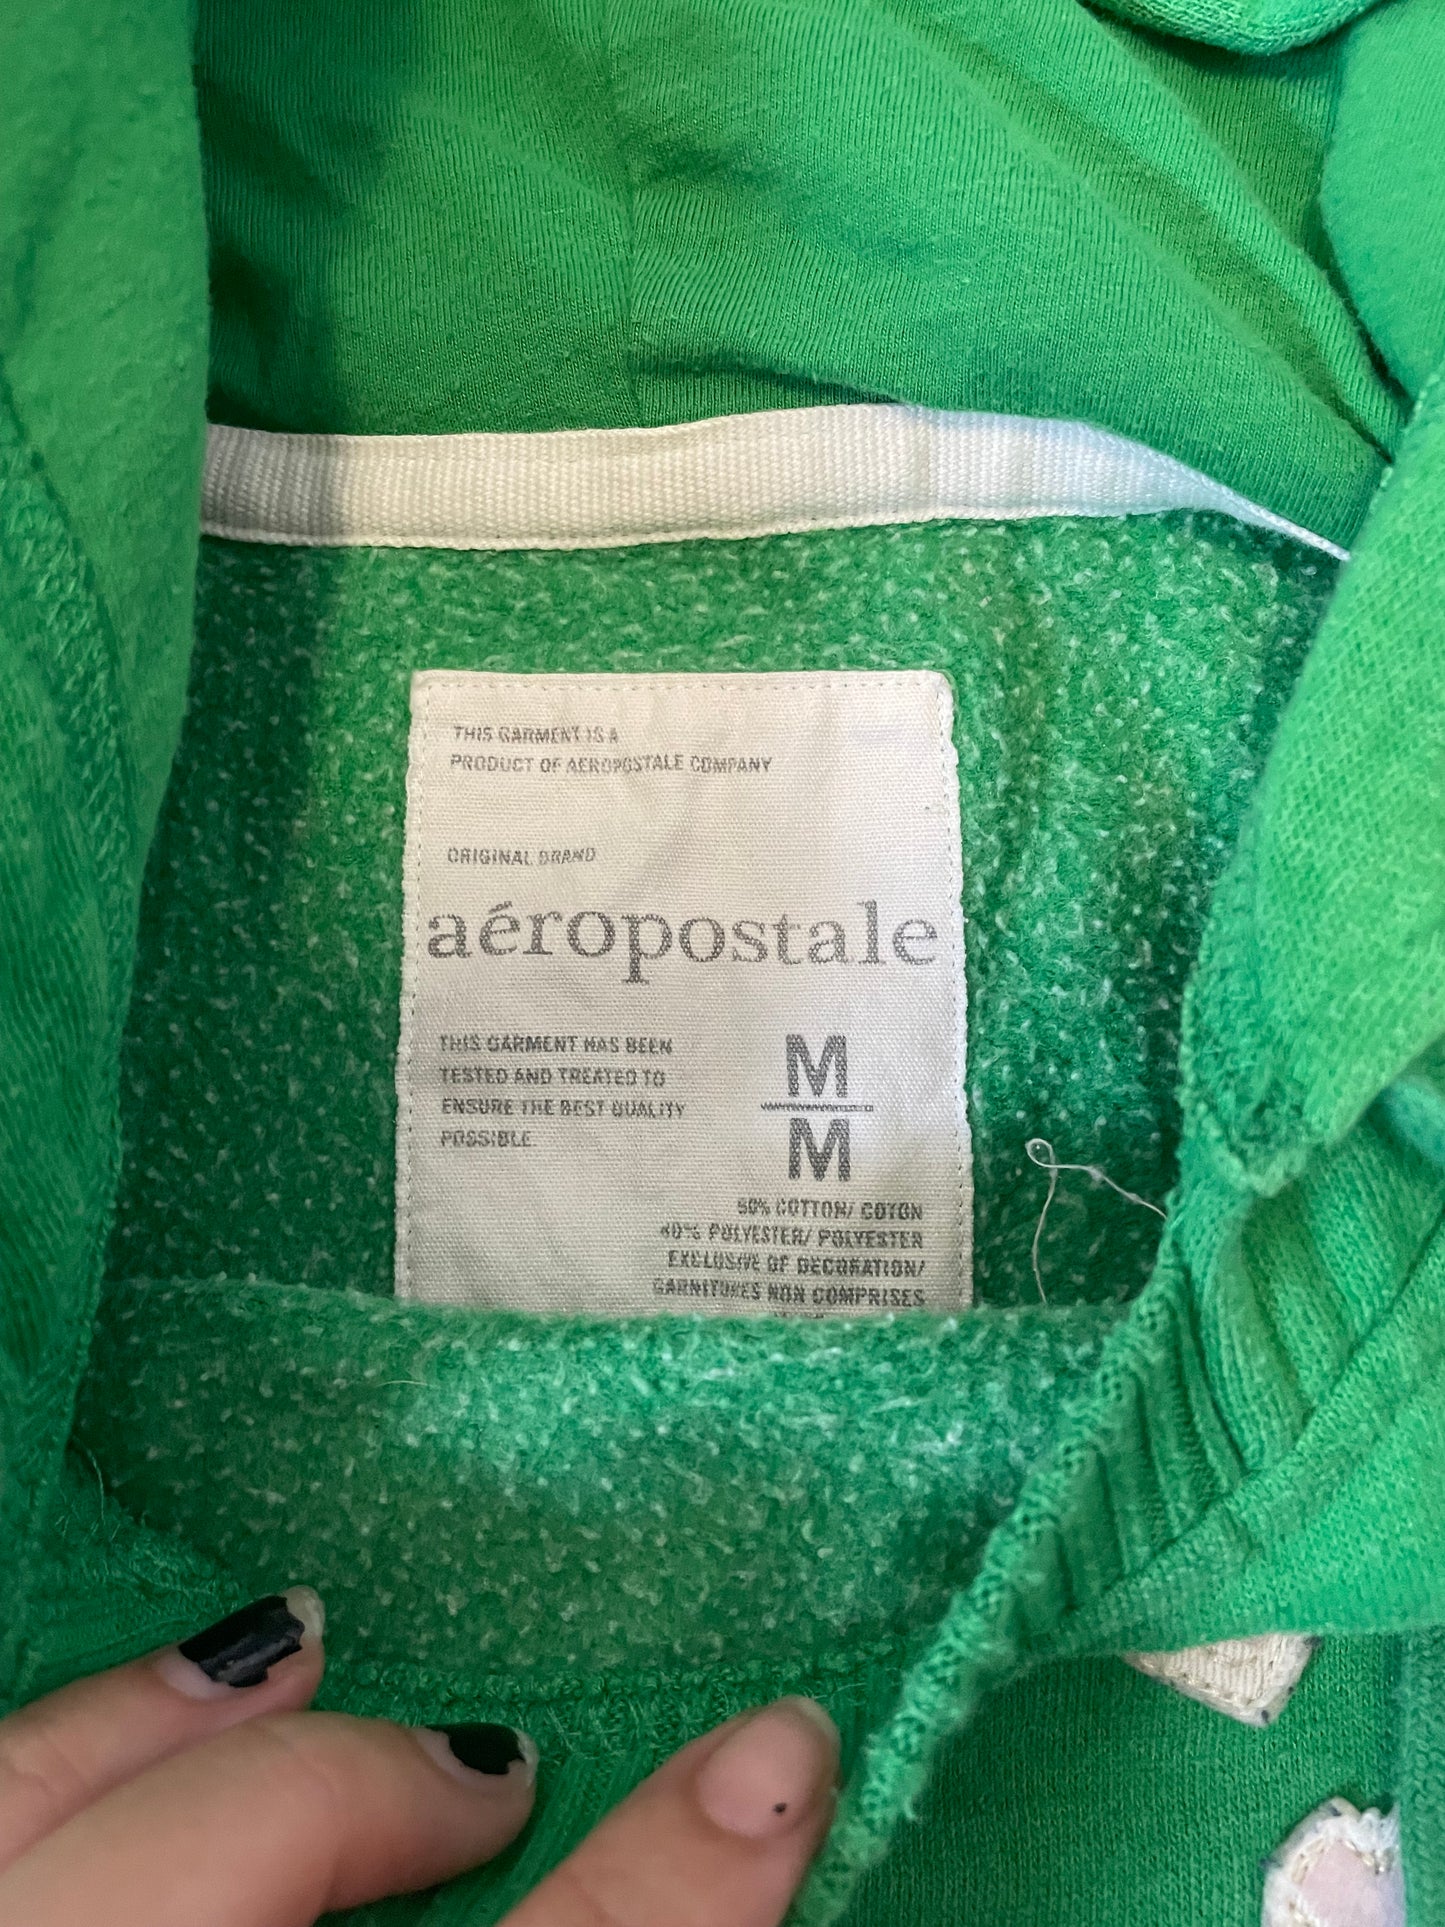 THIS GARMENT IS A
PRODUCT OF AEROPOSTALE COMPANY
ORIGINAL BRAND
aéropostale
THIS GARMENT HAS BEEN
TESTED AND TREATED TO
ENSURE THE BEST QUALITY
POSSIBLE.
M
M
60% COTTON/ COTON
40% POLYESTER/ POLYESTER
EXCLUSIVE OF DECORATION/
GARNITURES NON COMPRISES